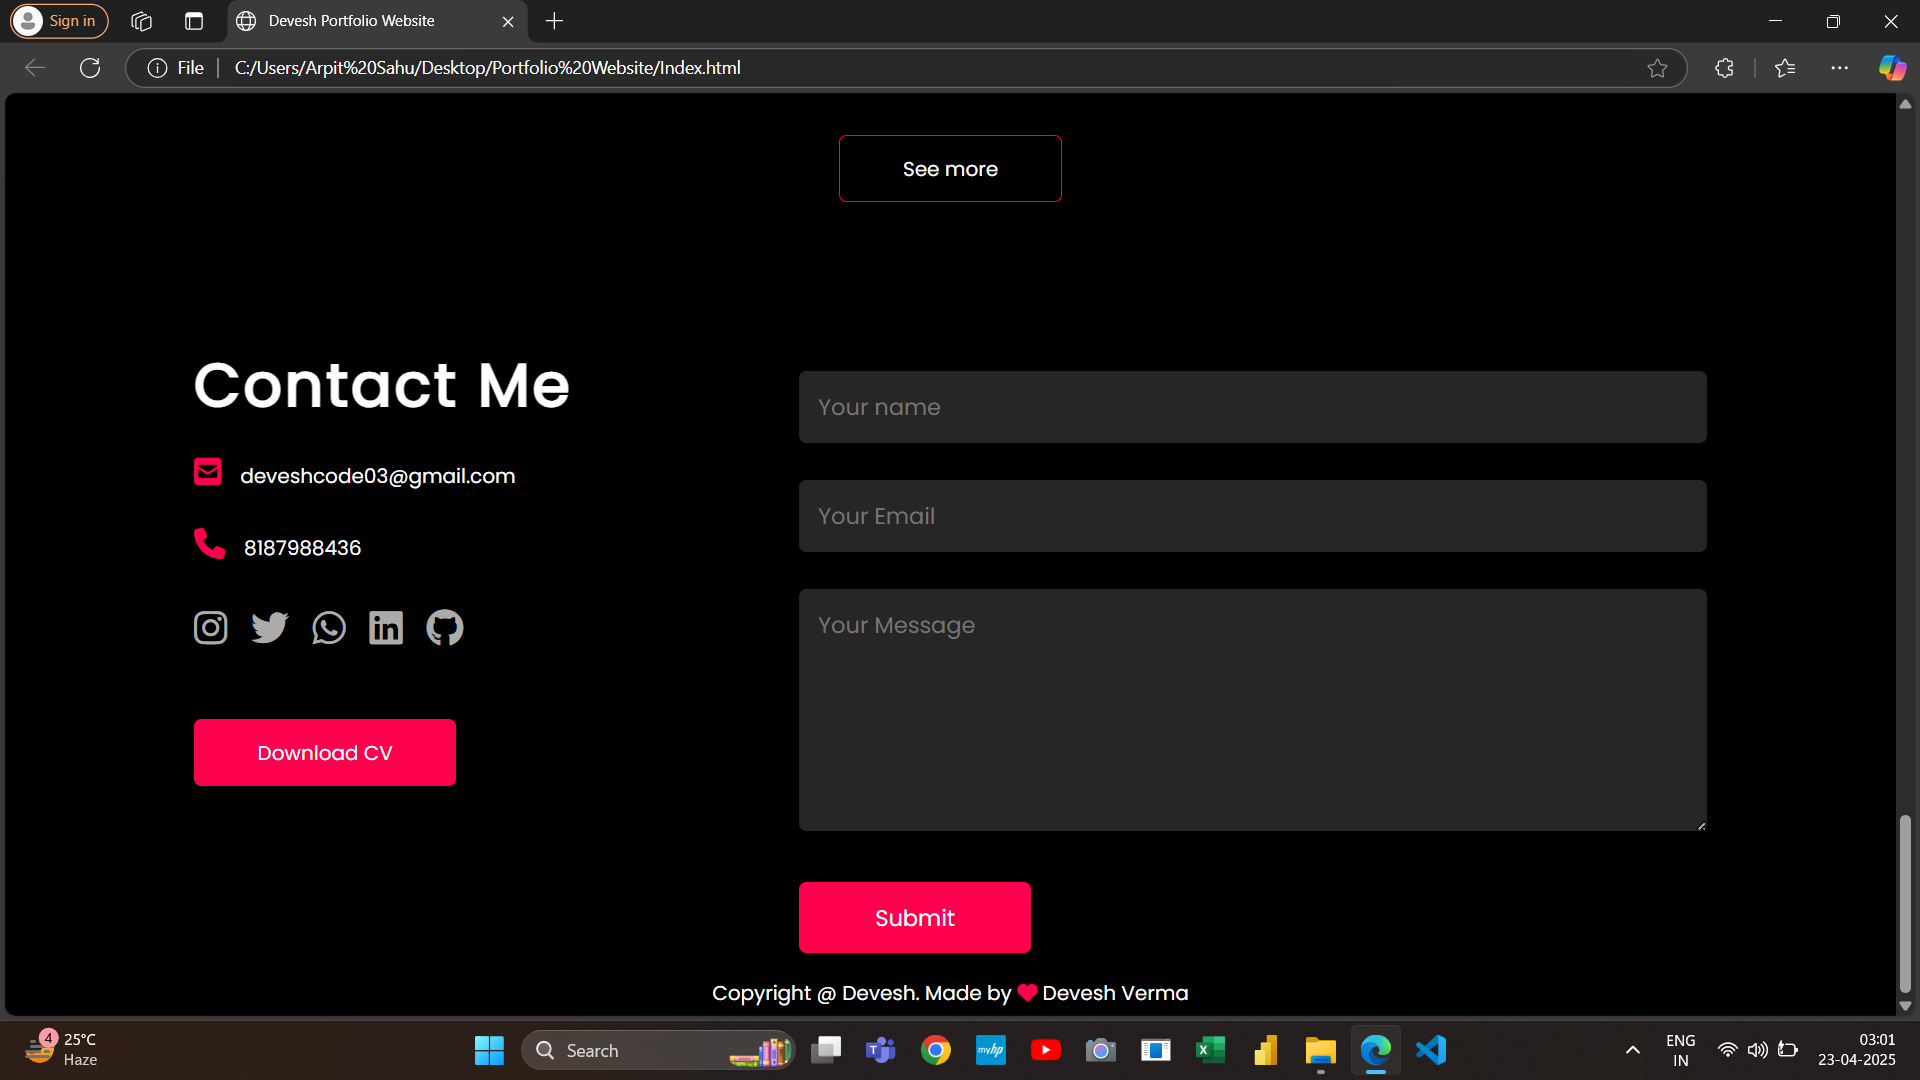 Sign in
Devesh Portfolio Website
File
C:/Users/Arpit%20Sahu/Desktop/Portfolio%20Website/Index.html
See more
Contact Me
deveshcode03@gmail.com
8187988436
Download CV
Your name
Your Email
Your Message
Submit
Copyright @ Devesh. Made by Devesh Verma
4
25°C
Haze
Search
myhp
ENG
IN
03:01
23-04-2025